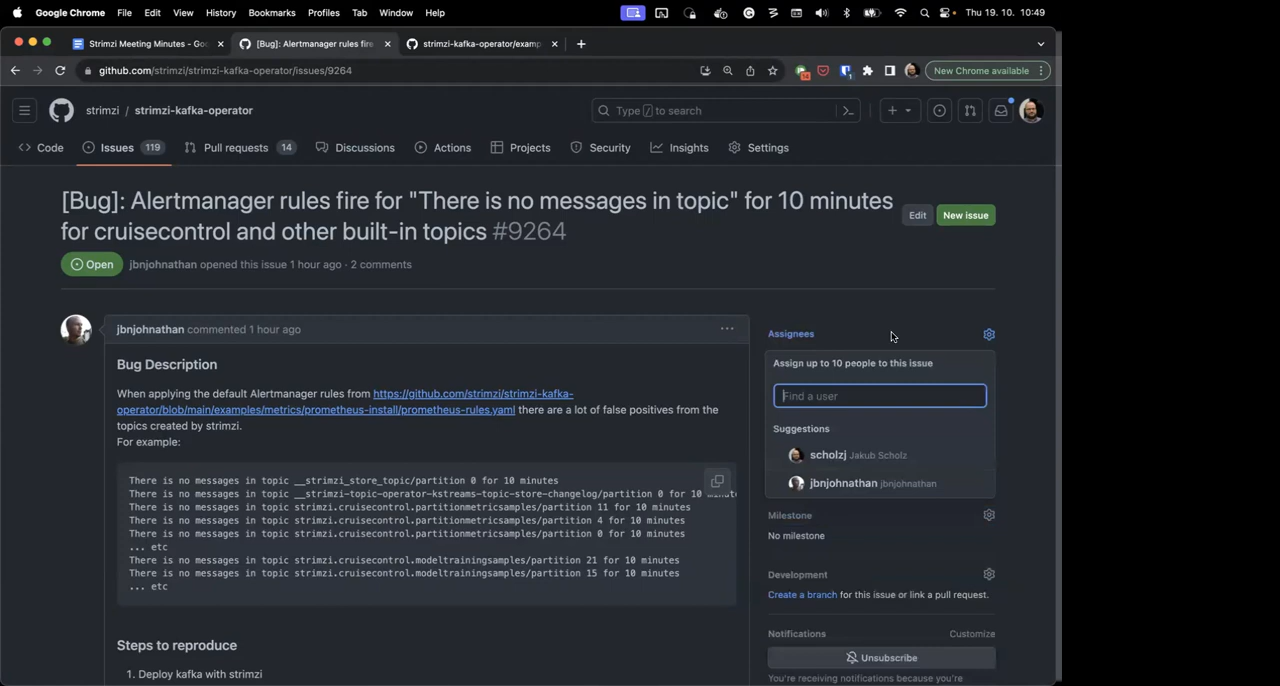 Google Chrome File Edit View History Bookmarks Profiles Tab Window Help Thu 19. 10. 10:49
Strimzi Meeting Minutes - Goo [Bug]: Alertmanager rules fire strimzi-kafka-operator/examp
github.com/strimzi/strimzi-kafka-operator/issues/9264 14 New Chrome available
strimzi / strimzi-kafka-operator Type / to search
Code Issues 119 Pull requests 14 Discussions Actions Projects Security Insights Settings
[Bug]: Alertmanager rules fire for "There is no messages in topic" for 10 minutes
for cruisecontrol and other built-in topics #9264
Edit New issue
Open jbnjohnathan opened this issue 1 hour ago · 2 comments
jbnjohnathan commented 1 hour ago
Bug Description
When applying the default Alertmanager rules from https://github.com/strimzi/strimzi-kafka-
operator/blob/main/examples/metrics/prometheus-install/prometheus-rules.yaml there are a lot of false positives from the
topics created by strimzi.
For example:
There is no messages in topic __strimzi_store_topic/partition 0 for 10 minutes
There is no messages in topic __strimzi-topic-operator-kstreams-topic-store-changelog/partition 0 for 10 minute
There is no messages in topic strimzi.cruisecontrol.partitionmetricsamples/partition 11 for 10 minutes
There is no messages in topic strimzi.cruisecontrol.partitionmetricsamples/partition 4 for 10 minutes
There is no messages in topic strimzi.cruisecontrol.partitionmetricsamples/partition 0 for 10 minutes
... etc
There is no messages in topic strimzi.cruisecontrol.modeltrainingsamples/partition 21 for 10 minutes
There is no messages in topic strimzi.cruisecontrol.modeltrainingsamples/partition 15 for 10 minutes
... etc
Steps to reproduce
1. Deploy kafka with strimzi
Assignees
Assign up to 10 people to this issue
Find a user
Suggestions
scholzj Jakub Scholz
jbnjohnathan jbnjohnathan
Milestone
No milestone
Development
Create a branch for this issue or link a pull request.
Notifications Customize
Unsubscribe
You're receiving notifications because you're